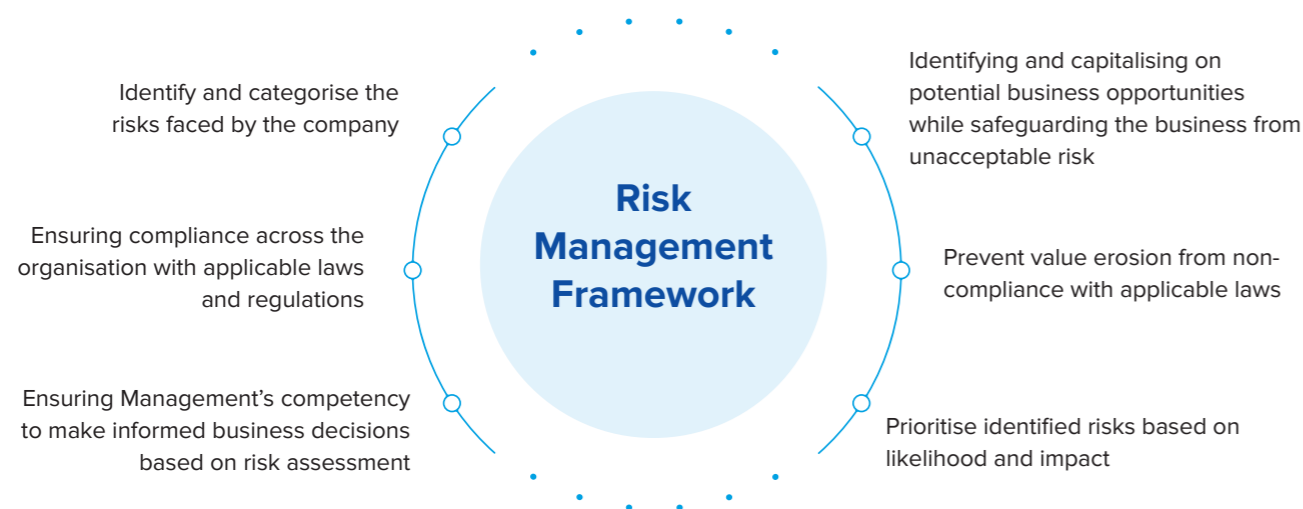 Identify and categorise the
risks faced by the company
Ensuring compliance across the
organisation with applicable laws
and regulations
Ensuring Management’s competency
to make informed business decisions
based on risk assessment
Risk
Management
Framework
Identifying and capitalising on
potential business opportunities
while safeguarding the business from
unacceptable risk
Prevent value erosion from non-
compliance with applicable laws
Prioritise identified risks based on
likelihood and impact